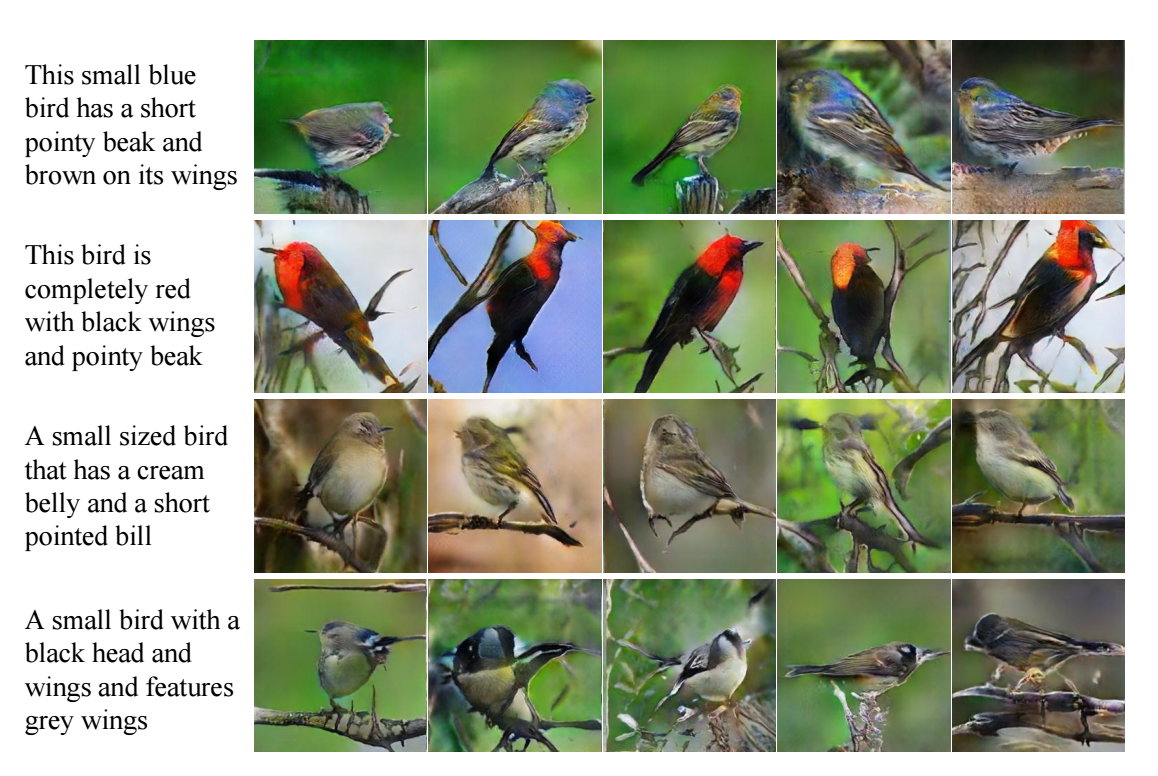 This small blue
bird has a short
pointy beak and
brown on its wings
This bird is
completely red
with black wings
and pointy beak
A small sized bird
that has a cream
belly and a short
pointed bill
A small bird with a
black head and
wings and features
grey wings